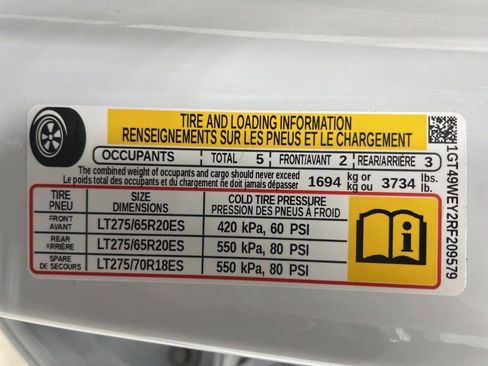 TIRE AND LOADING INFORMATION
RENSEIGNEMENTS SUR LES PNEUS ET LE CHARGEMENT
OCCUPANTS TOTAL 5 FRONT/AVANT 2 REAR/ARRIÈRE 3
The combined weight of occupants and cargo should never exceed
Le poids total des occupants et du chargement ne doit jamais dépasser
1694 kg or kg ou 3734 lbs. lb.
TIRE PNEU SIZE DIMENSIONS COLD TIRE PRESSURE PRESSION DES PNEUS À FROID
FRONT AVANT LT275/65R20ES 420 kPa, 60 PSI
REAR ARRIÈRE LT275/65R20ES 550 kPa, 80 PSI
SPARE DE SECOURS LT275/70R18ES 550 kPa, 80 PSI
i
1GT49WEY2RF209579